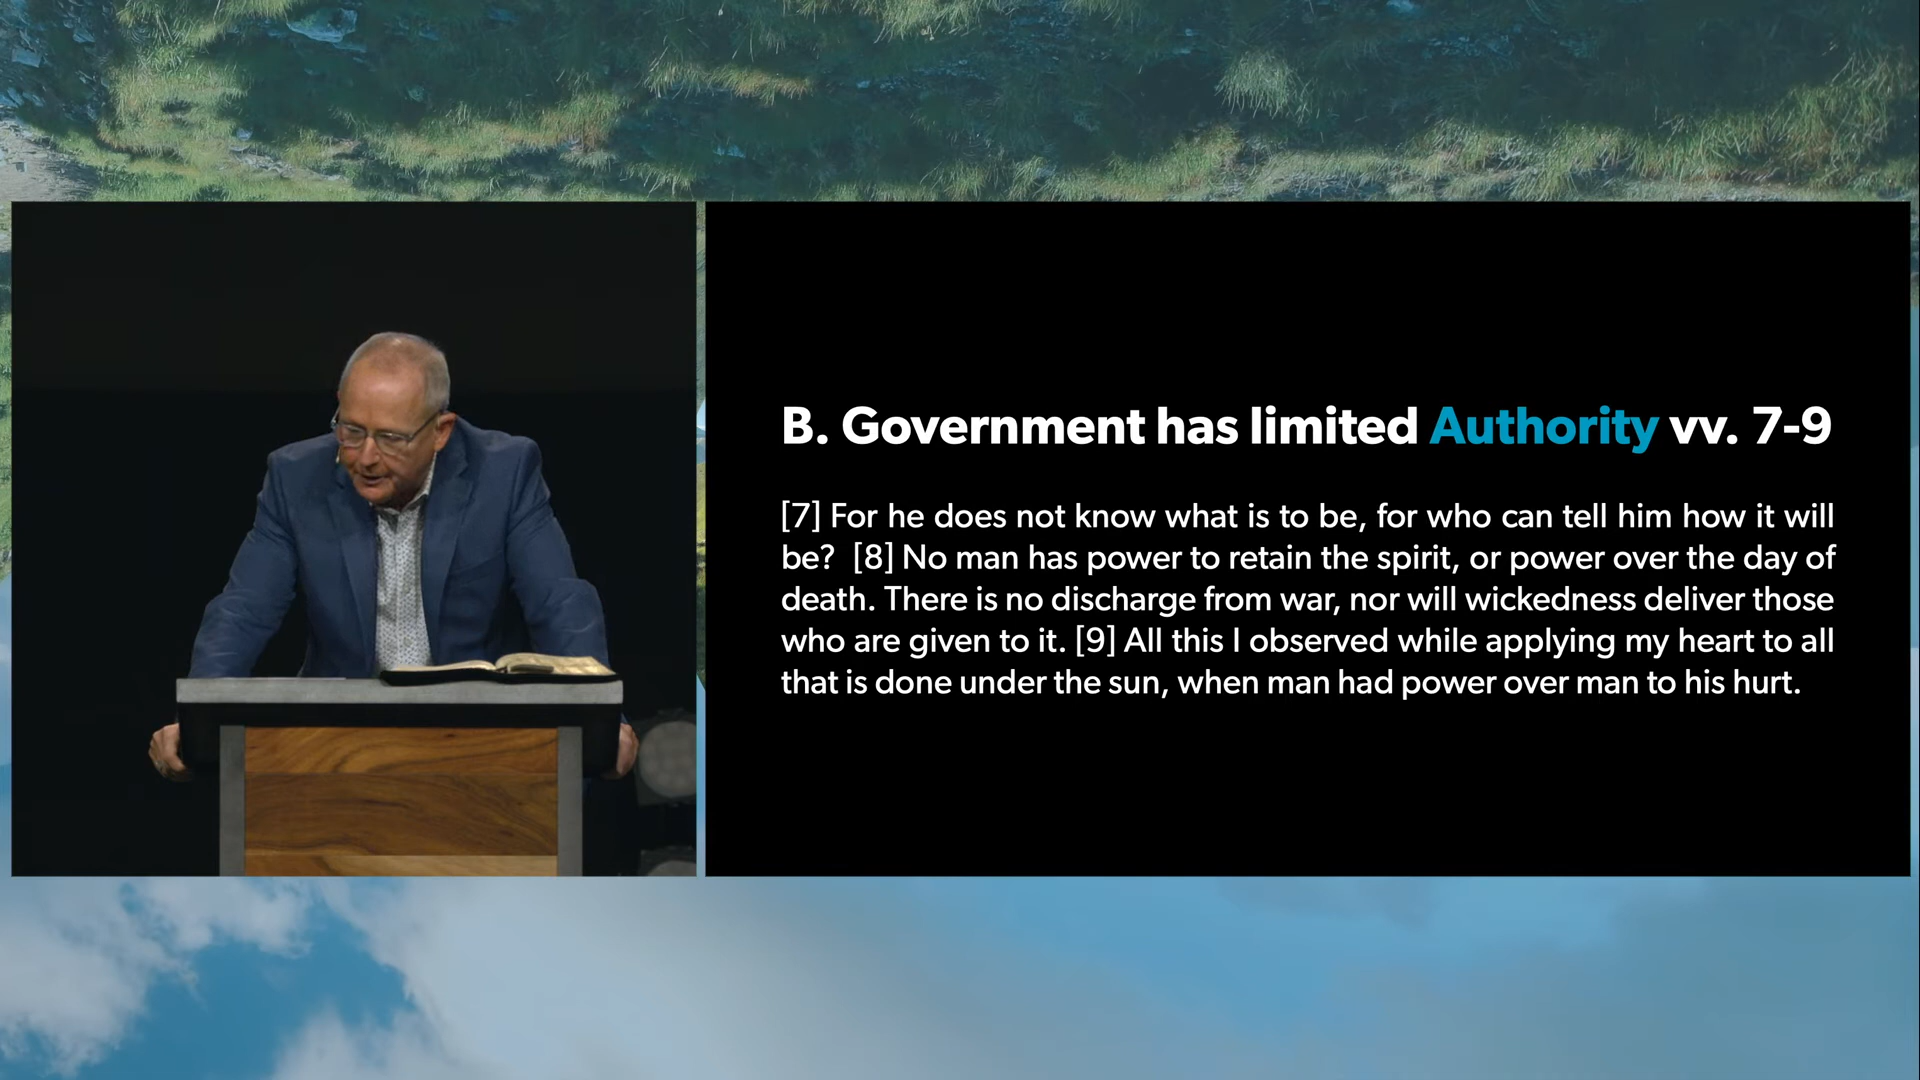 B. Government has limited Authority vv. 7-9
[7] For he does not know what is to be, for who can tell him how it will
be?  [8] No man has power to retain the spirit, or power over the day of
death. There is no discharge from war, nor will wickedness deliver those
who are given to it. [9] All this I observed while applying my heart to all
that is done under the sun, when man had power over man to his hurt.